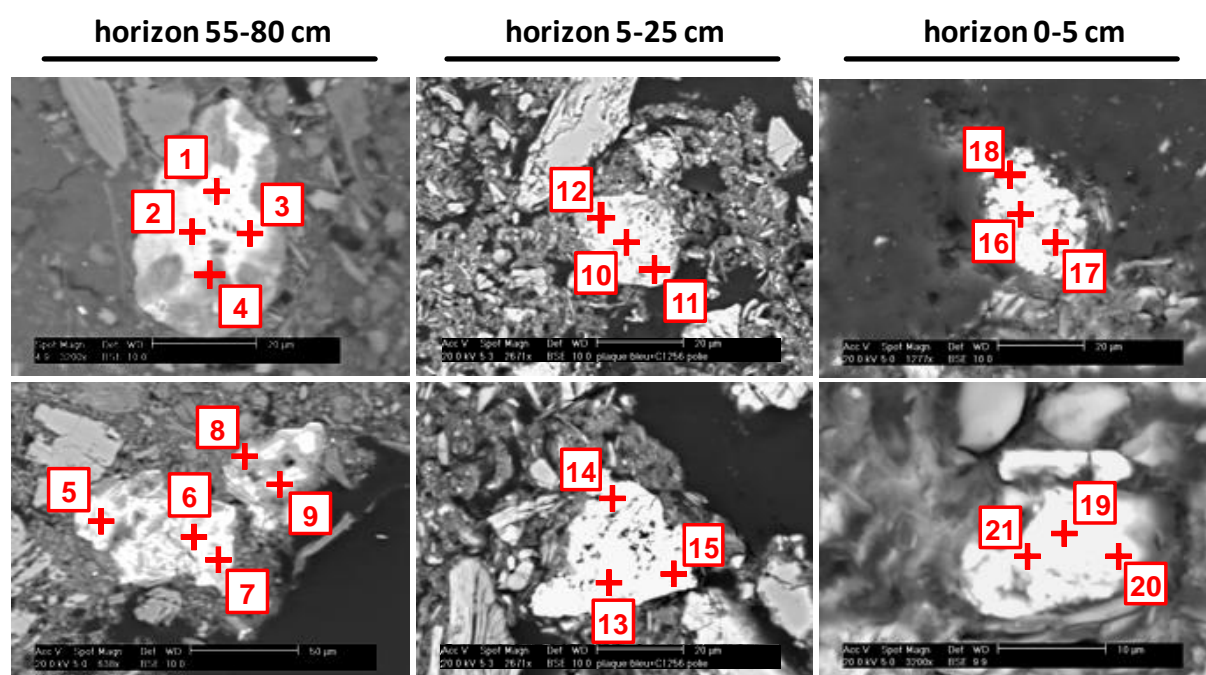 horizon 55-80 cm
horizon 5-25 cm
horizon 0-5 cm
1
2
3
4
Acc V Spot Magn Det WD 20 µm
4.9 3200x BSE 10.0
12
10
11
Acc V Spot Magn Det WD 20 µm
20.0 kV 5.3 2671x BSE 10.0 plaque bleu+C1256 polie
18
16
17
Acc V Spot Magn Det WD 20 µm
20.0 kV 5.0 1277x BSE 10.0
8
5
6
9
7
Acc V Spot Magn Det WD 50 µm
20.0 kV 5.0 638x BSE 10.0
14
15
13
Acc V Spot Magn Det WD 20 µm
20.0 kV 5.3 2671x BSE 10.0 plaque bleu+C1256 polie
19
21
20
Acc V Spot Magn Det WD 10 µm
20.0 kV 5.0 3200x BSE 9.9